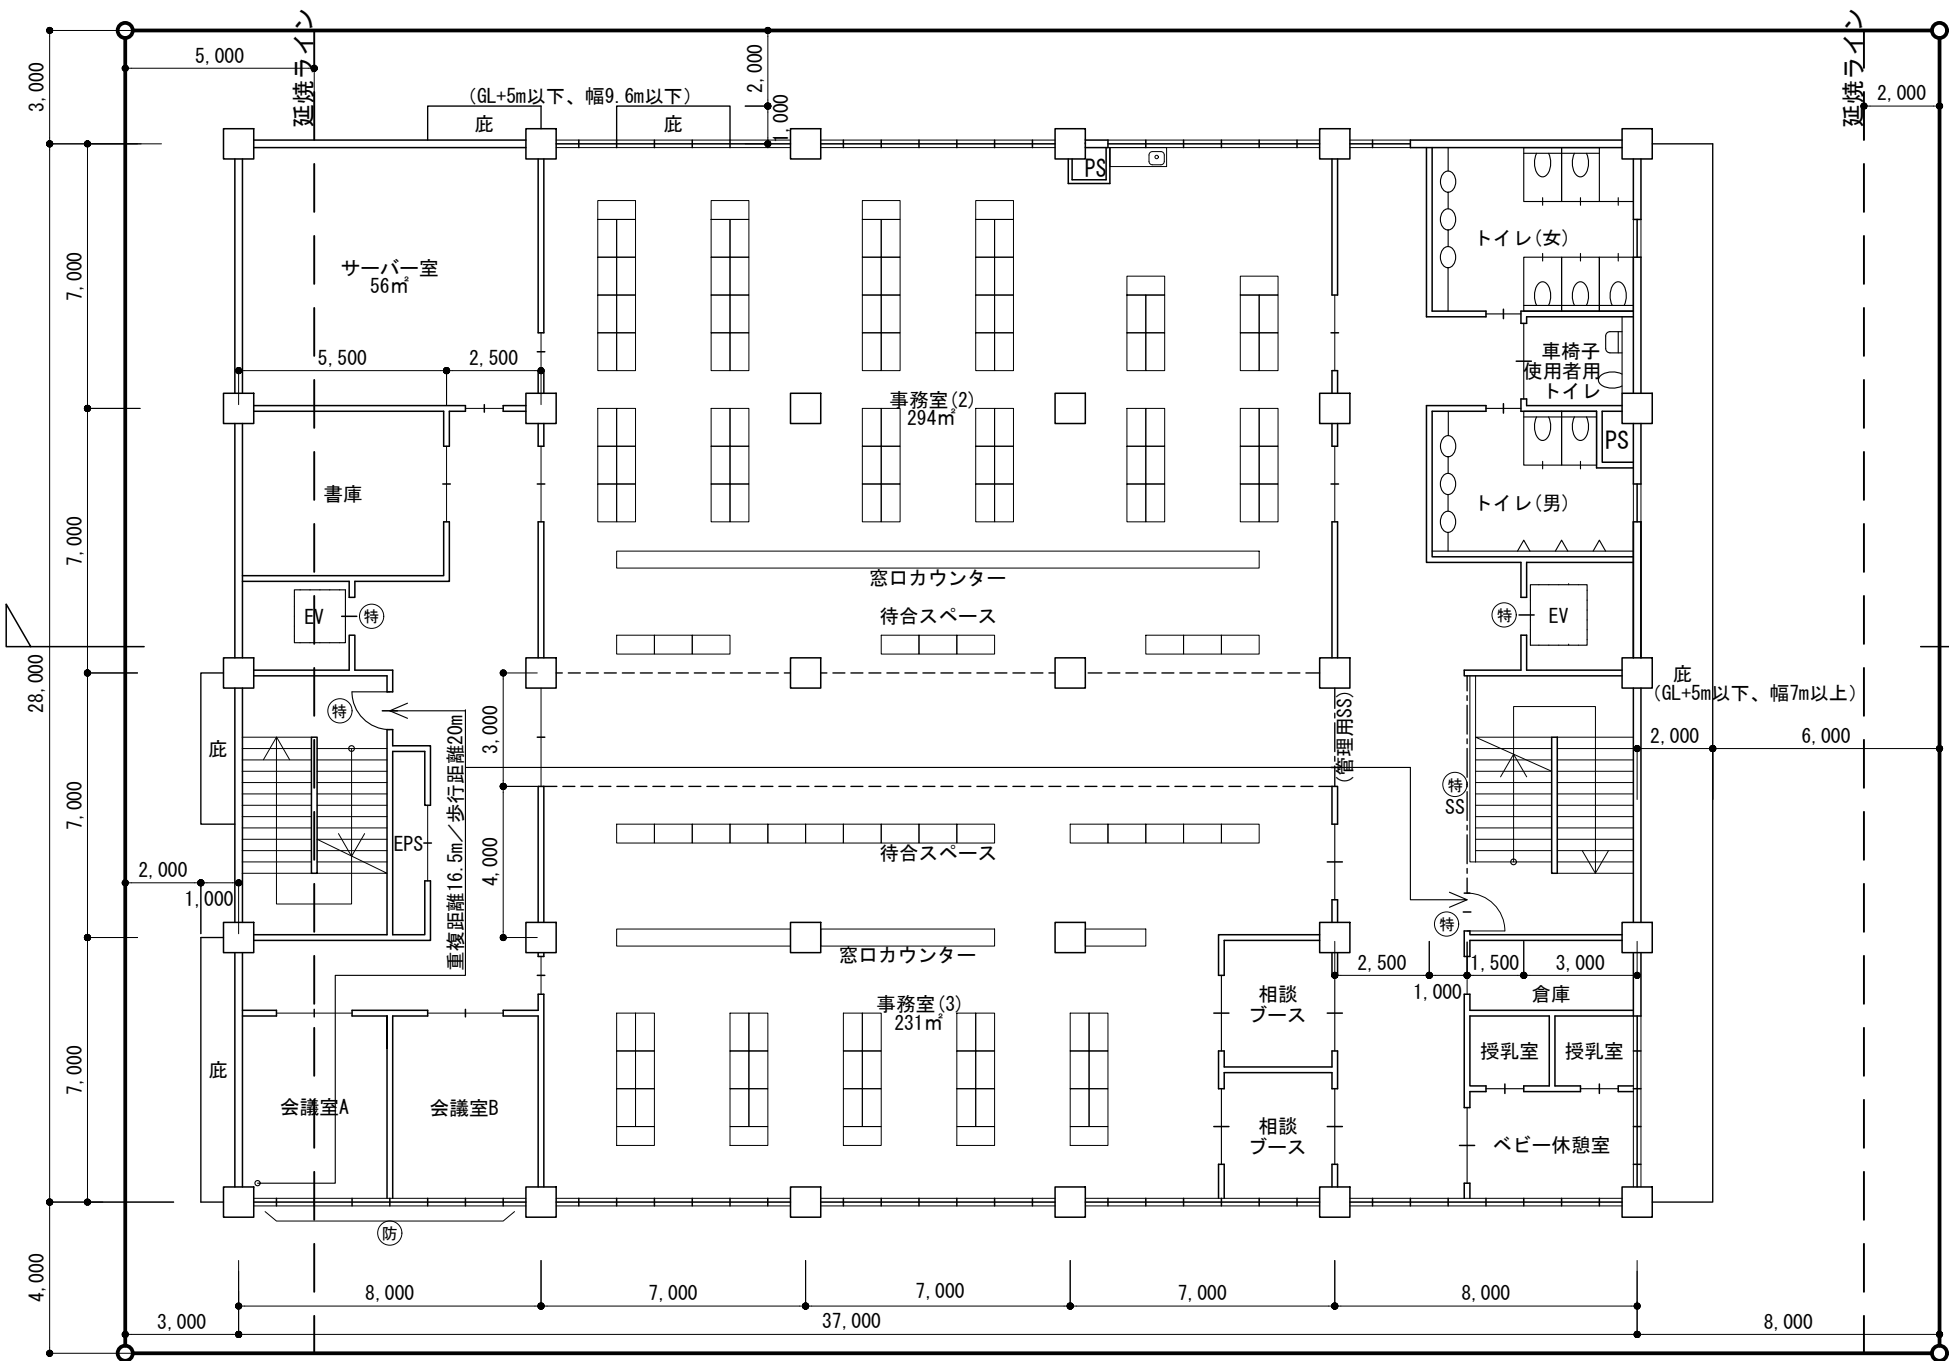 延焼ライン
延焼ライン
5,000
2,000
2,000
3,000
(GL+5m以下、幅9.6m以下)
庇
庇
1,000
PS
トイレ(女)
サーバー室
56㎡
7,000
5,500
2,500
車椅子
使用者用
トイレ
事務室(2)
294㎡
PS
書庫
トイレ(男)
7,000
窓口カウンター
待合スペース
EV
特
特
EV
28,000
庇
(GL+5m以下、幅7m以上)
特
3,000
(管理用SS)
庇
重複距離16.5m/歩行距離20m
2,000
6,000
特
SS
7,000
EPS
待合スペース
4,000
2,000
1,000
特
窓口カウンター
2,500
1,500
3,000
1,000
倉庫
相談
ブース
事務室(3)
231㎡
授乳室
授乳室
7,000
庇
会議室A
会議室B
相談
ブース
ベビー休憩室
防
4,000
8,000
7,000
7,000
7,000
8,000
3,000
37,000
8,000